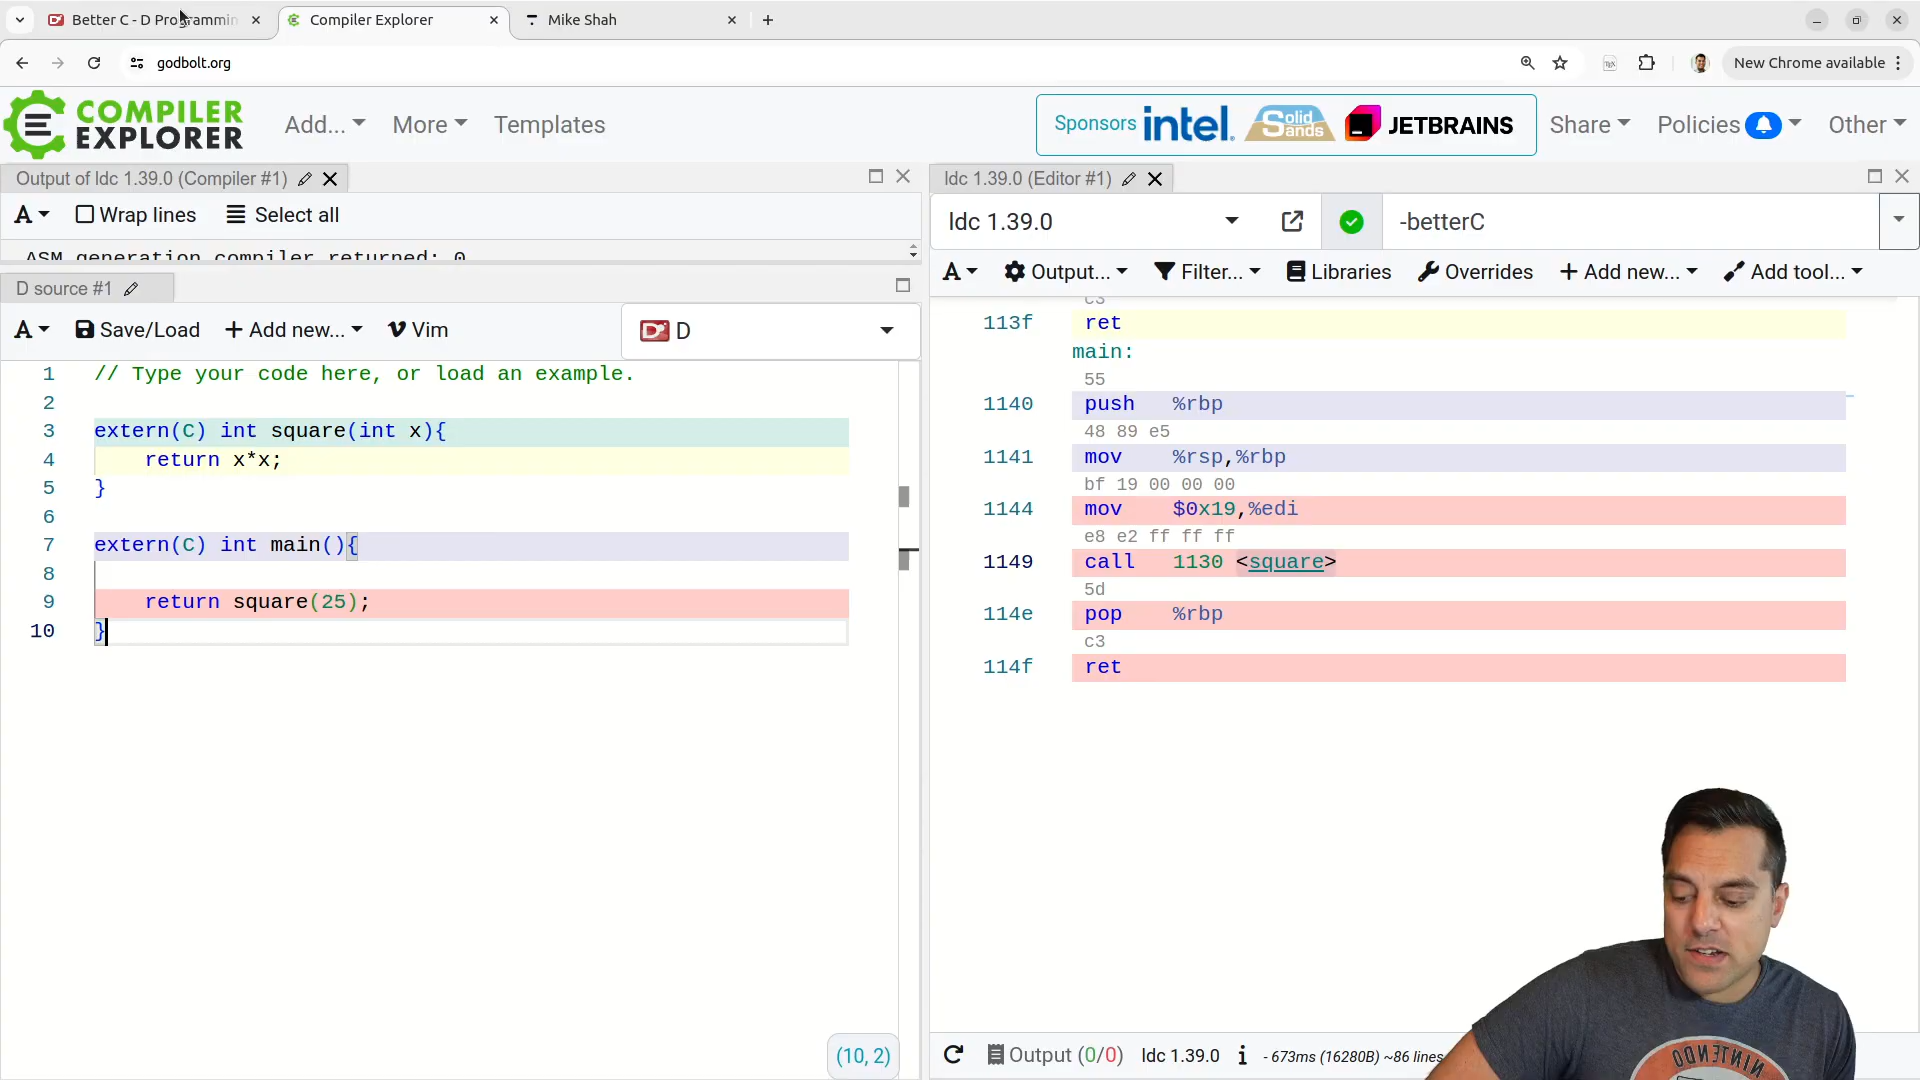 Better C - D Programmin
Compiler Explorer
Mike Shah
godbolt.org
New Chrome available
COMPILER EXPLORER
Add...
More
Templates
Sponsors intel. Solid Sands JETBRAINS
Share
Policies
Other
Output of ldc 1.39.0 (Compiler #1)
A
Wrap lines
Select all
ASM generation compiler returned: 0
D source #1
A
Save/Load
+ Add new...
Vim
D
1 // Type your code here, or load an example.
2
3 extern(C) int square(int x){
4 return x*x;
5 }
6
7 extern(C) int main(){
8
9 return square(25);
10 }
(10, 2)
ldc 1.39.0 (Editor #1)
ldc 1.39.0
-betterC
A
Output...
Filter...
Libraries
Overrides
+ Add new...
Add tool...
c3
113f ret
main:
55
1140 push %rbp
48 89 e5
1141 mov %rsp,%rbp
bf 19 00 00 00
1144 mov $0x19,%edi
e8 e2 ff ff ff
1149 call 1130 <square>
5d
114e pop %rbp
c3
114f ret
Output (0/0) ldc 1.39.0 i - 673ms (16280B) ~86 lines
NINTENDO